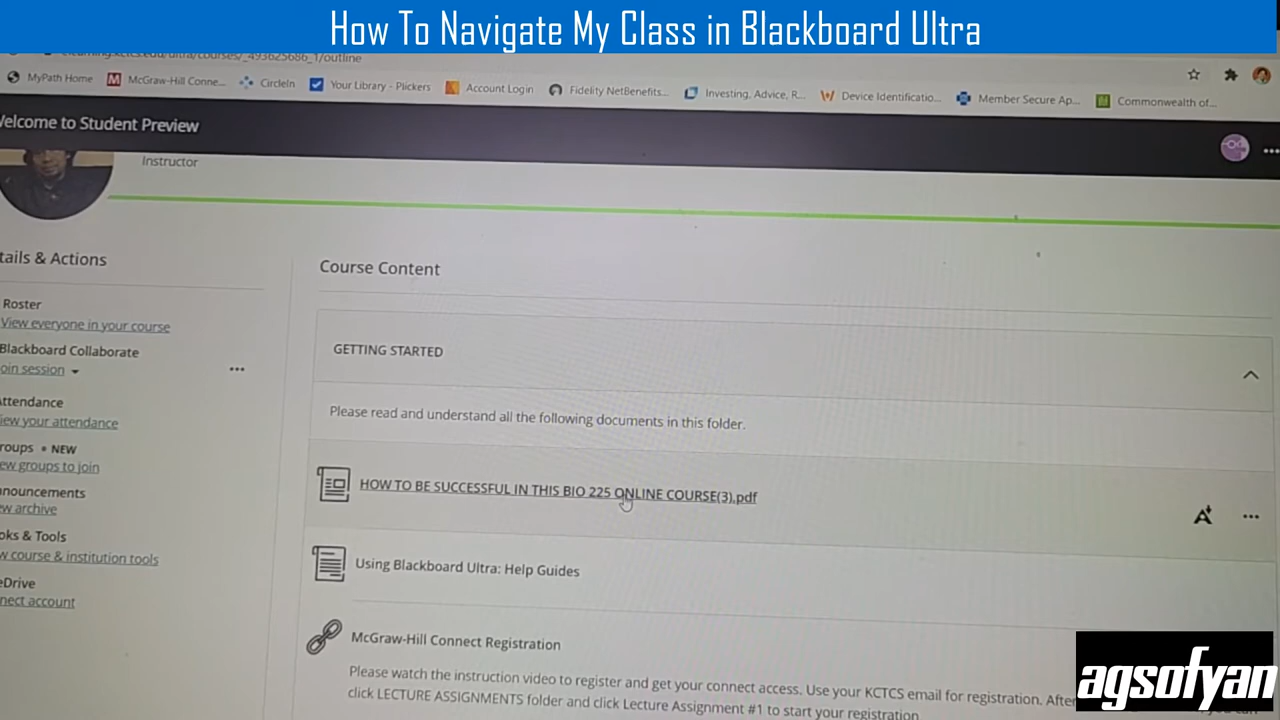 How To Navigate My Class in Blackboard Ultra
/outline
MyPath Home
McGraw-Hill Conne...
CircleIn
Your Library - Plickers
Account Login
Fidelity NetBenefits...
Investing, Advice, R...
Device Identificatio...
Member Secure Ap...
Commonwealth of...
Welcome to Student Preview
Instructor
tails & Actions
Course Content
Roster
View everyone in your course
GETTING STARTED
Blackboard Collaborate
oin session
Attendance
iew your attendance
Please read and understand all the following documents in this folder.
roups • NEW
ew groups to join
HOW TO BE SUCCESSFUL IN THIS BIO 225 ONLINE COURSE(3).pdf
nnouncements
ew archive
oks & Tools
w course & institution tools
Using Blackboard Ultra: Help Guides
eDrive
nect account
McGraw-Hill Connect Registration
Please watch the instruction video to register and get your connect access. Use your KCTCS email for registration. After
click LECTURE ASSIGNMENTS folder and click Lecture Assignment #1 to start your registration
agsofyan